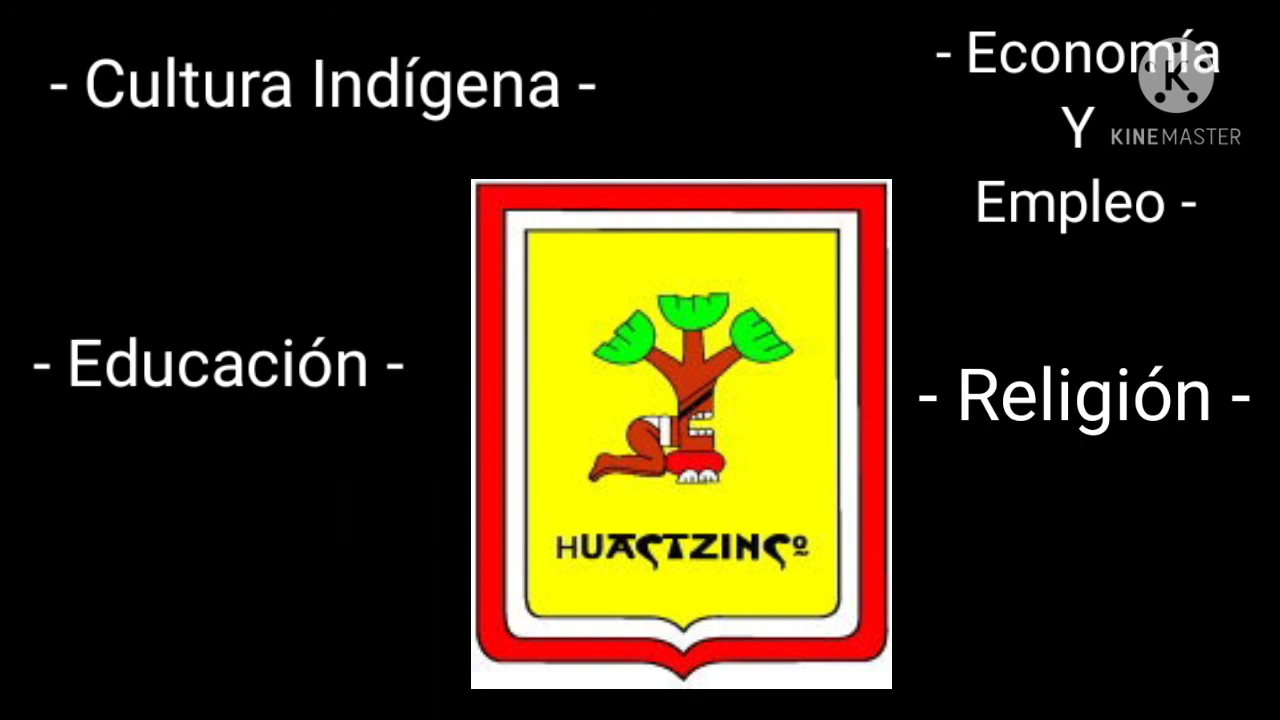 - Cultura Indígena -
- Economía
Y
Empleo -
KINEMASTER
- Educación -
- Religión -
HUACTZINCº